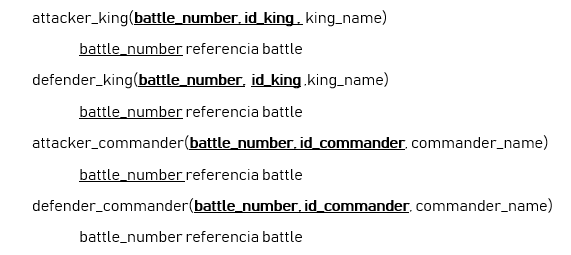 attacker_king(battle_number, id_king , king_name)
battle_number referencia battle
defender_king(battle_number, id_king ,king_name)
battle_number referencia battle
attacker_commander(battle_number, id_commander, commander_name)
battle_number referencia battle
defender_commander(battle_number, id_commander, commander_name)
battle_number referencia battle